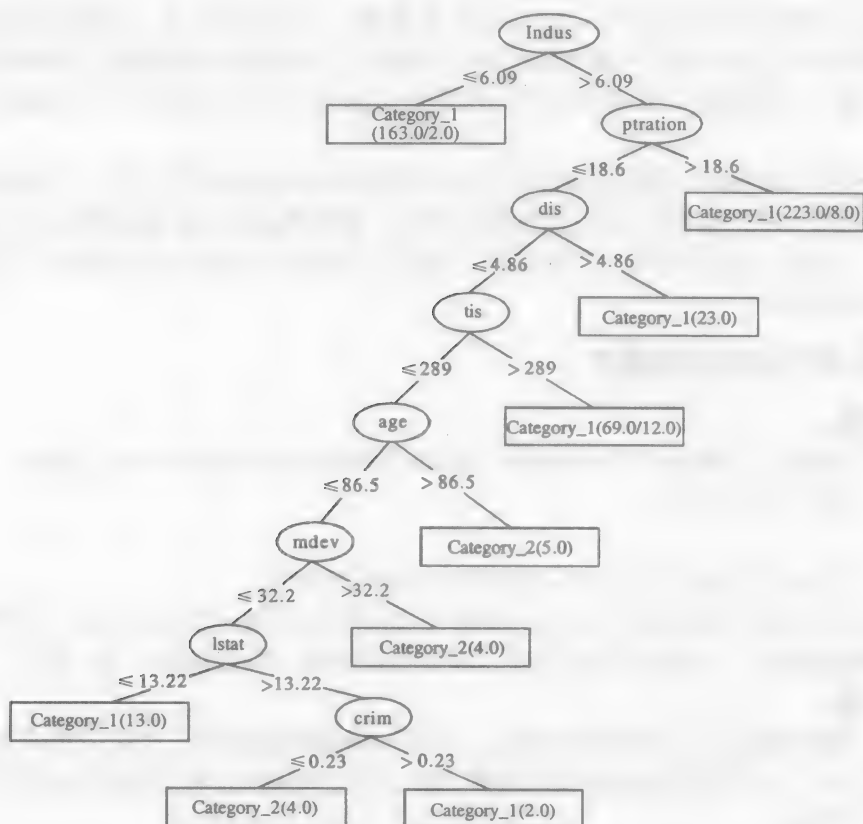 Indus
≤6.09
>6.09
Category_1
(163.0/2.0)
ptration
≤18.6
>18.6
dis
Category_1(223.0/8.0)
≤4.86
>4.86
tis
Category_1(23.0)
≤289
>289
age
Category_1(69.0/12.0)
≤86.5
>86.5
mdev
Category_2(5.0)
≤32.2
>32.2
lstat
Category_2(4.0)
≤13.22
>13.22
Category_1(13.0)
crim
≤0.23
>0.23
Category_2(4.0)
Category_1(2.0)